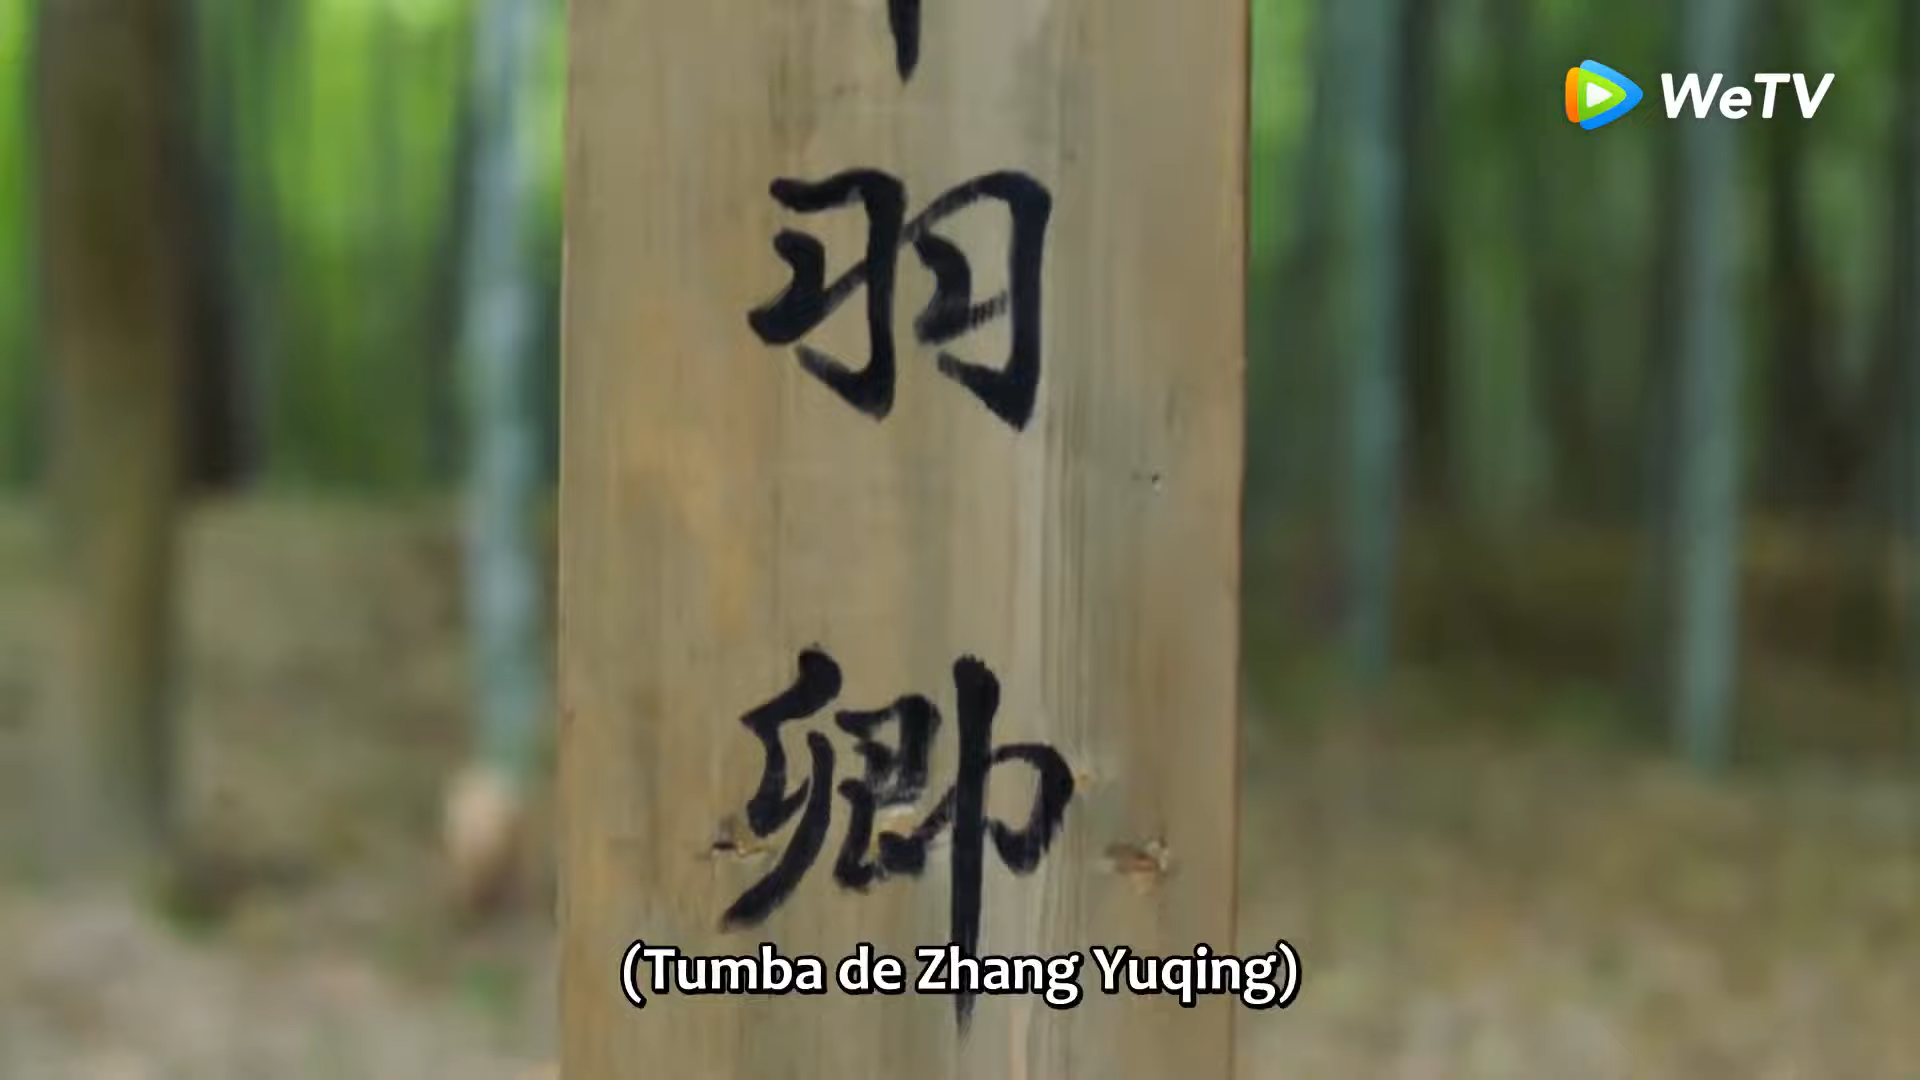 WeTV
羽
卿
(Tumba de Zhang Yuqing)